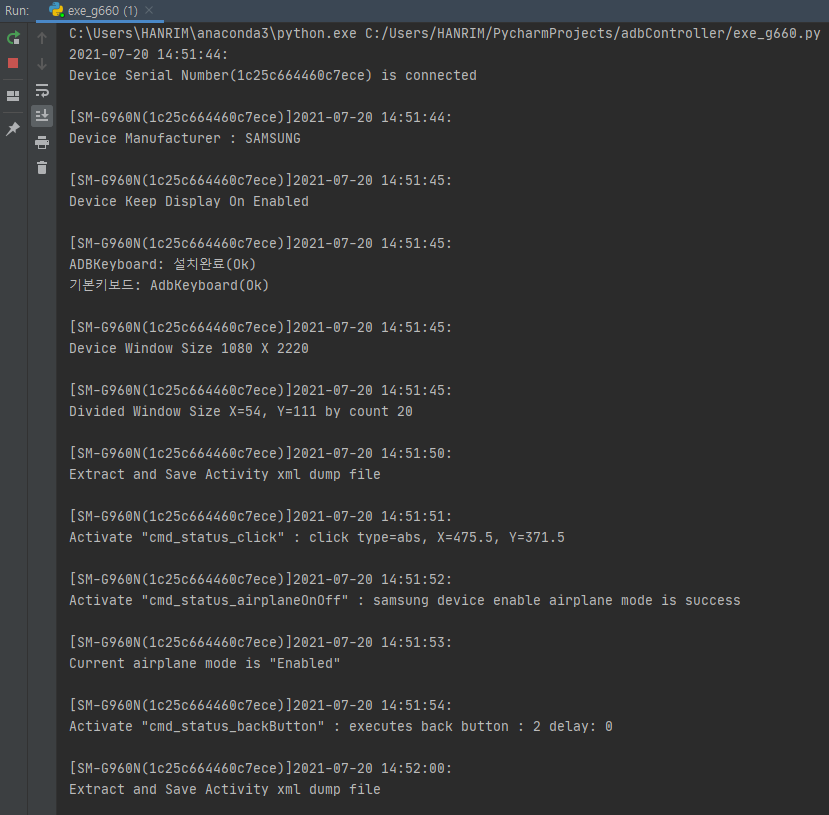 Run: exe_g660 (1)
C:\Users\HANRIM\anaconda3\python.exe C:/Users/HANRIM/PycharmProjects/adbController/exe_g660.py
2021-07-20 14:51:44:
Device Serial Number(1c25c664460c7ece) is connected
[SM-G960N(1c25c664460c7ece)]2021-07-20 14:51:44:
Device Manufacturer : SAMSUNG
[SM-G960N(1c25c664460c7ece)]2021-07-20 14:51:45:
Device Keep Display On Enabled
[SM-G960N(1c25c664460c7ece)]2021-07-20 14:51:45:
ADBKeyboard: 설치완료(Ok)
기본키보드: AdbKeyboard(Ok)
[SM-G960N(1c25c664460c7ece)]2021-07-20 14:51:45:
Device Window Size 1080 X 2220
[SM-G960N(1c25c664460c7ece)]2021-07-20 14:51:45:
Divided Window Size X=54, Y=111 by count 20
[SM-G960N(1c25c664460c7ece)]2021-07-20 14:51:50:
Extract and Save Activity xml dump file
[SM-G960N(1c25c664460c7ece)]2021-07-20 14:51:51:
Activate "cmd_status_click" : click type=abs, X=475.5, Y=371.5
[SM-G960N(1c25c664460c7ece)]2021-07-20 14:51:52:
Activate "cmd_status_airplaneOnOff" : samsung device enable airplane mode is success
[SM-G960N(1c25c664460c7ece)]2021-07-20 14:51:53:
Current airplane mode is "Enabled"
[SM-G960N(1c25c664460c7ece)]2021-07-20 14:51:54:
Activate "cmd_status_backButton" : executes back button : 2 delay: 0
[SM-G960N(1c25c664460c7ece)]2021-07-20 14:52:00:
Extract and Save Activity xml dump file